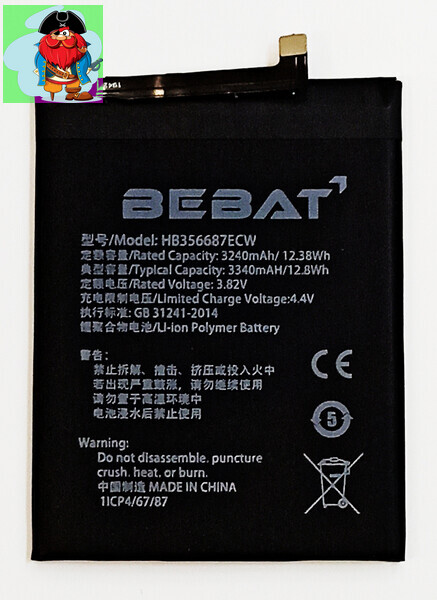 1942
BEBAT
型号/Model: HB356687ECW
定额容量/Rated Capacity: 3240mAh/ 12.38Wh
典型容量/Typical Capacity: 3340mAH/12.8Wh
定额电压/Rated Voltage: 3.82V
充电限制电压/Limited Charge Voltage:4.4V
执行标准: GB 31241-2014
锂聚合物电池/Li-ion Polymer Battery
警告:
禁止拆卸、撞击、挤压或投入火中
若出现严重鼓胀，请勿继续使用
请勿置于高温环境中
电池浸水后禁止使用
CE
5
Warning:
Do not disassemble. puncture
crush. heat. or burn.
中国制造 Made in CHINA
1ICP4/67/87